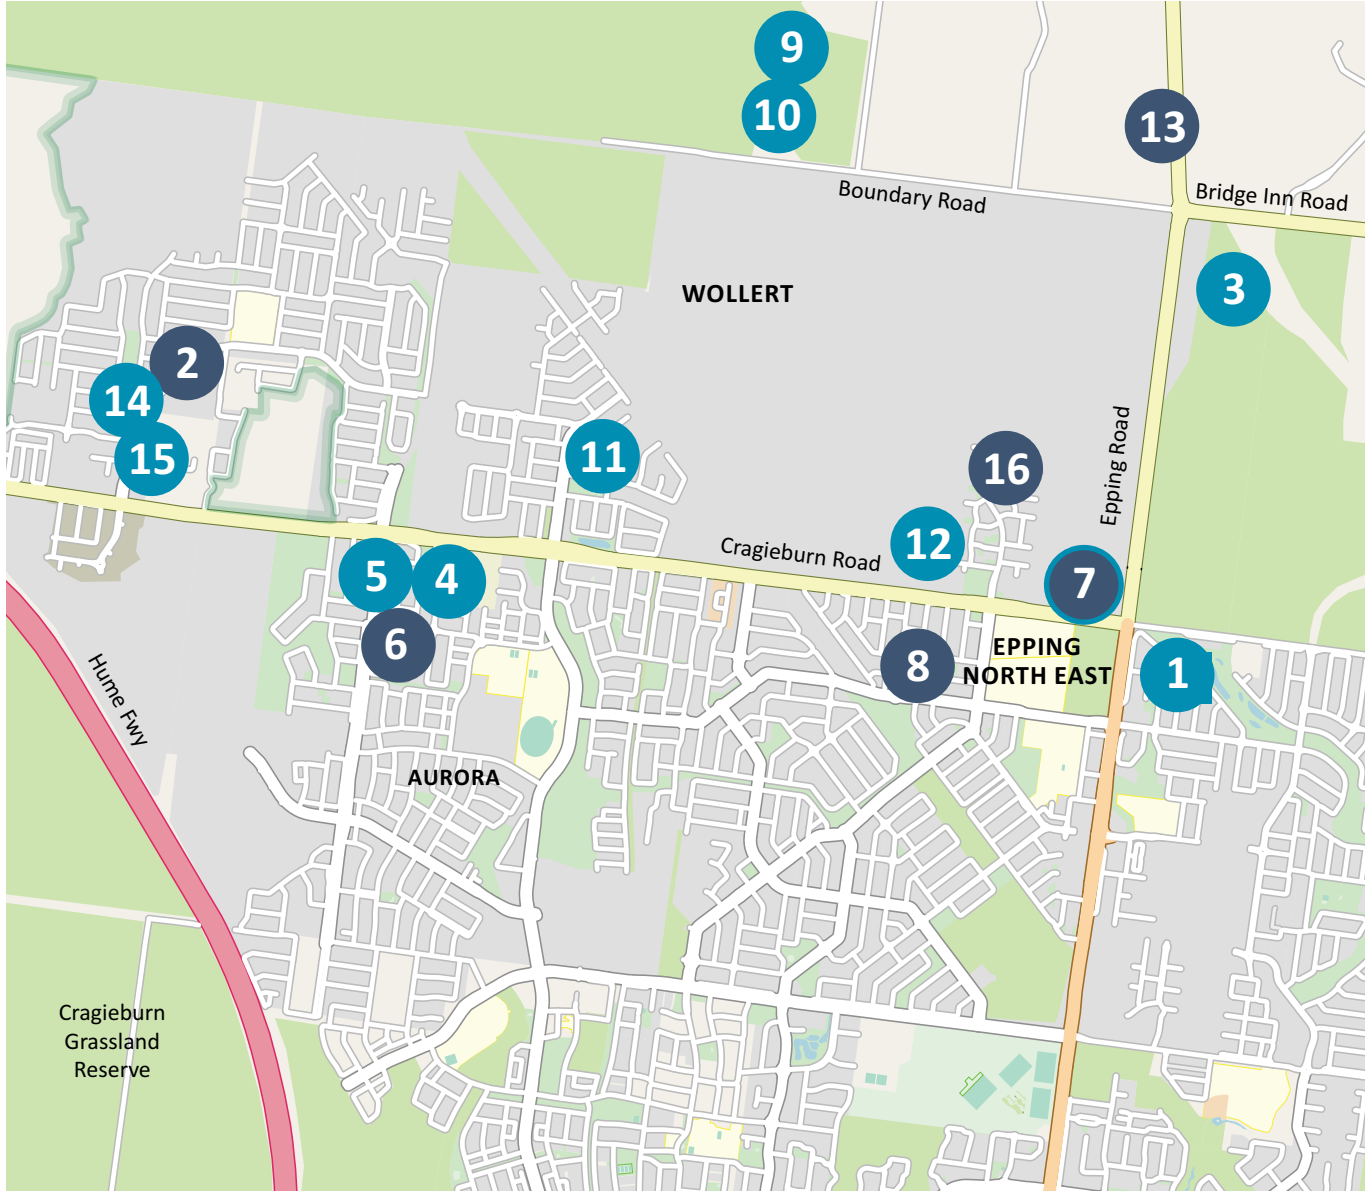 9
10
13
Boundary Road
Bridge Inn Road
3
WOLLERT
2
14
15
11
16
Epping Road
12
Cragieburn Road
5
4
7
6
8
EPPING
NORTH EAST
1
Hume Fwy
AURORA
Cragieburn
Grassland
Reserve